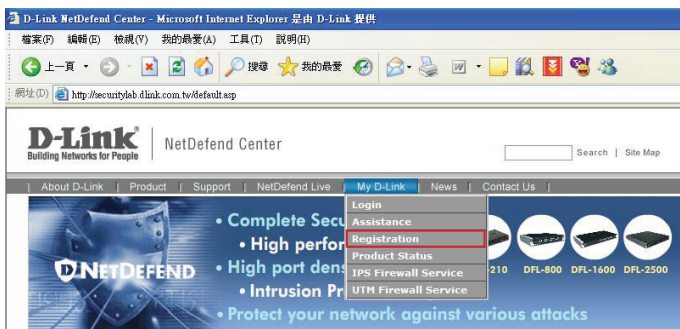 D-Link NetDefend Center - Microsoft Internet Explorer 是由 D-Link 提供
檔案(F) 編輯(E) 檢視(V) 我的最愛(A) 工具(T) 說明(H)
上一頁 搜尋 我的最愛
網址(D) http://securitylab.dlink.com.tw/default.asp
D-Link®
Building Networks for People
NetDefend Center
Search | Site Map
| About D-Link | Product | Support | NetDefend Live | My D-Link | News | Contact Us |
Login
Assistance
Registration
Product Status
IPS Firewall Service
UTM Firewall Service
NETDEFEND
• Complete Secu
• High perfor
• High port dens
• Intrusion Pr
• Protect your network against various attacks
-210 DFL-800 DFL-1600 DFL-2500